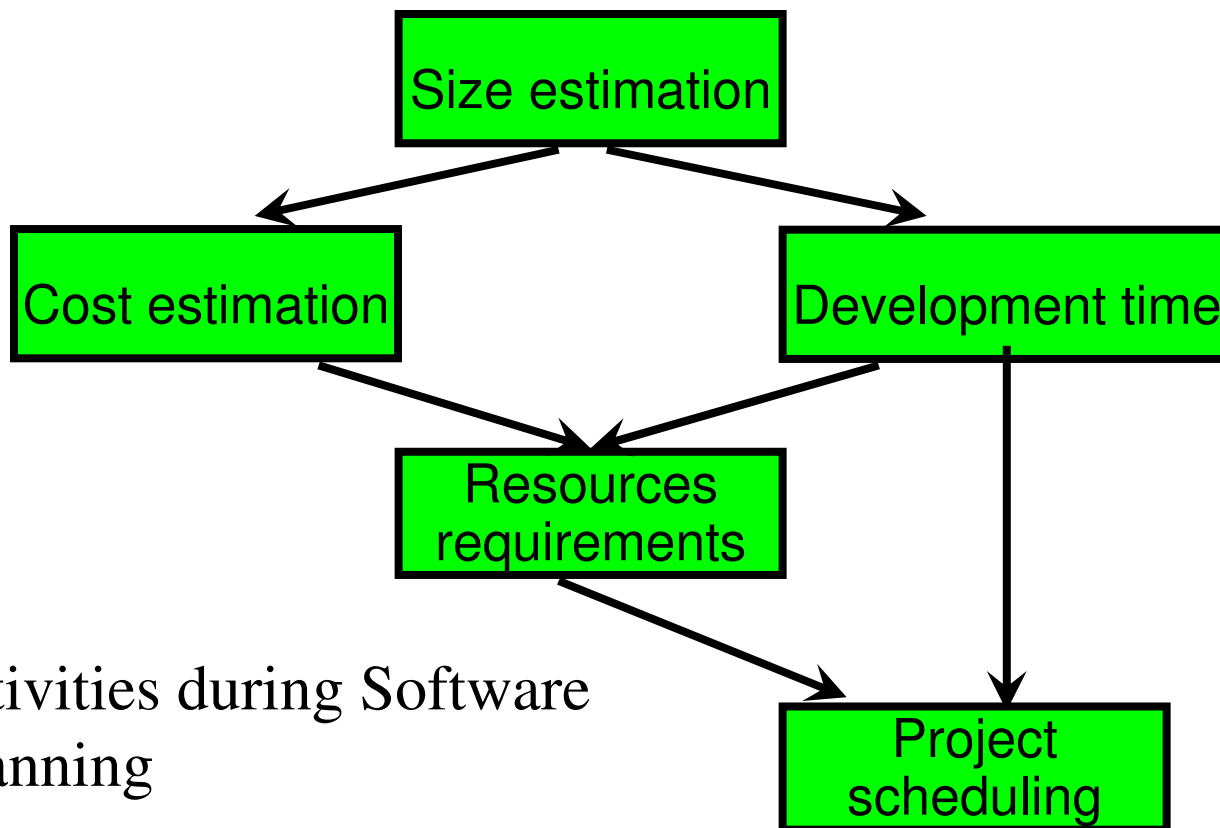 Size estimation
Cost estimation
Development time
Resources
requirements
tivities during Software
anning
Project
scheduling